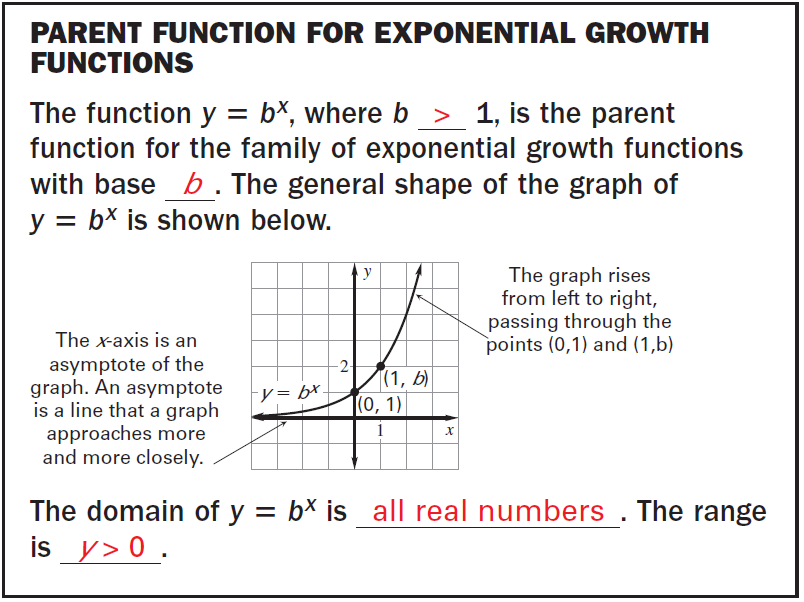 PARENT FUNCTION FOR EXPONENTIAL GROWTH
FUNCTIONS
The function y = bˣ, where b > 1, is the parent
function for the family of exponential growth functions
with base b. The general shape of the graph of
y = bˣ is shown below.
The x-axis is an
asymptote of the
graph. An asymptote
is a line that a graph
approaches more
and more closely.
y
2
(1, b)
y = bˣ
(0, 1)
1
x
The graph rises
from left to right,
passing through the
points (0,1) and (1,b)
The domain of y = bˣ is all real numbers. The range
is y > 0.